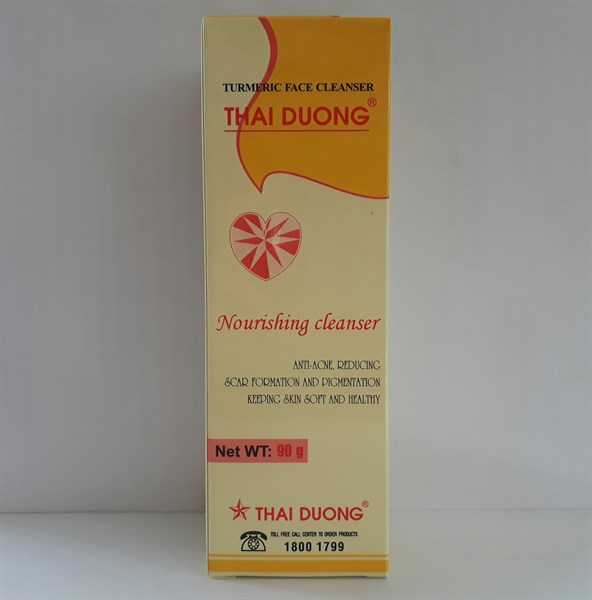 TURMERIC FACE CLEANSER
THAI DUONG®
Nourishing cleanser
ANTI-ACNE, REDUCING
SCAR FORMATION AND PIGMENTATION
KEEPING SKIN SOFT AND HEALTHY
Net WT: 90 g
THAI DUONG®
TOLL FREE CALL CENTER TO ORDER PRODUCTS
1800 1799